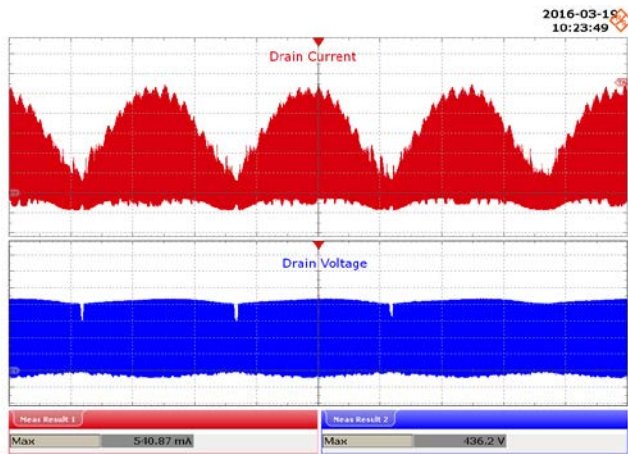 2016-03-19
10:23:49
Drain Current
Drain Voltage
Meas Result 1
Meas Result 2
Max 540.87 mA
Max 436.2 V